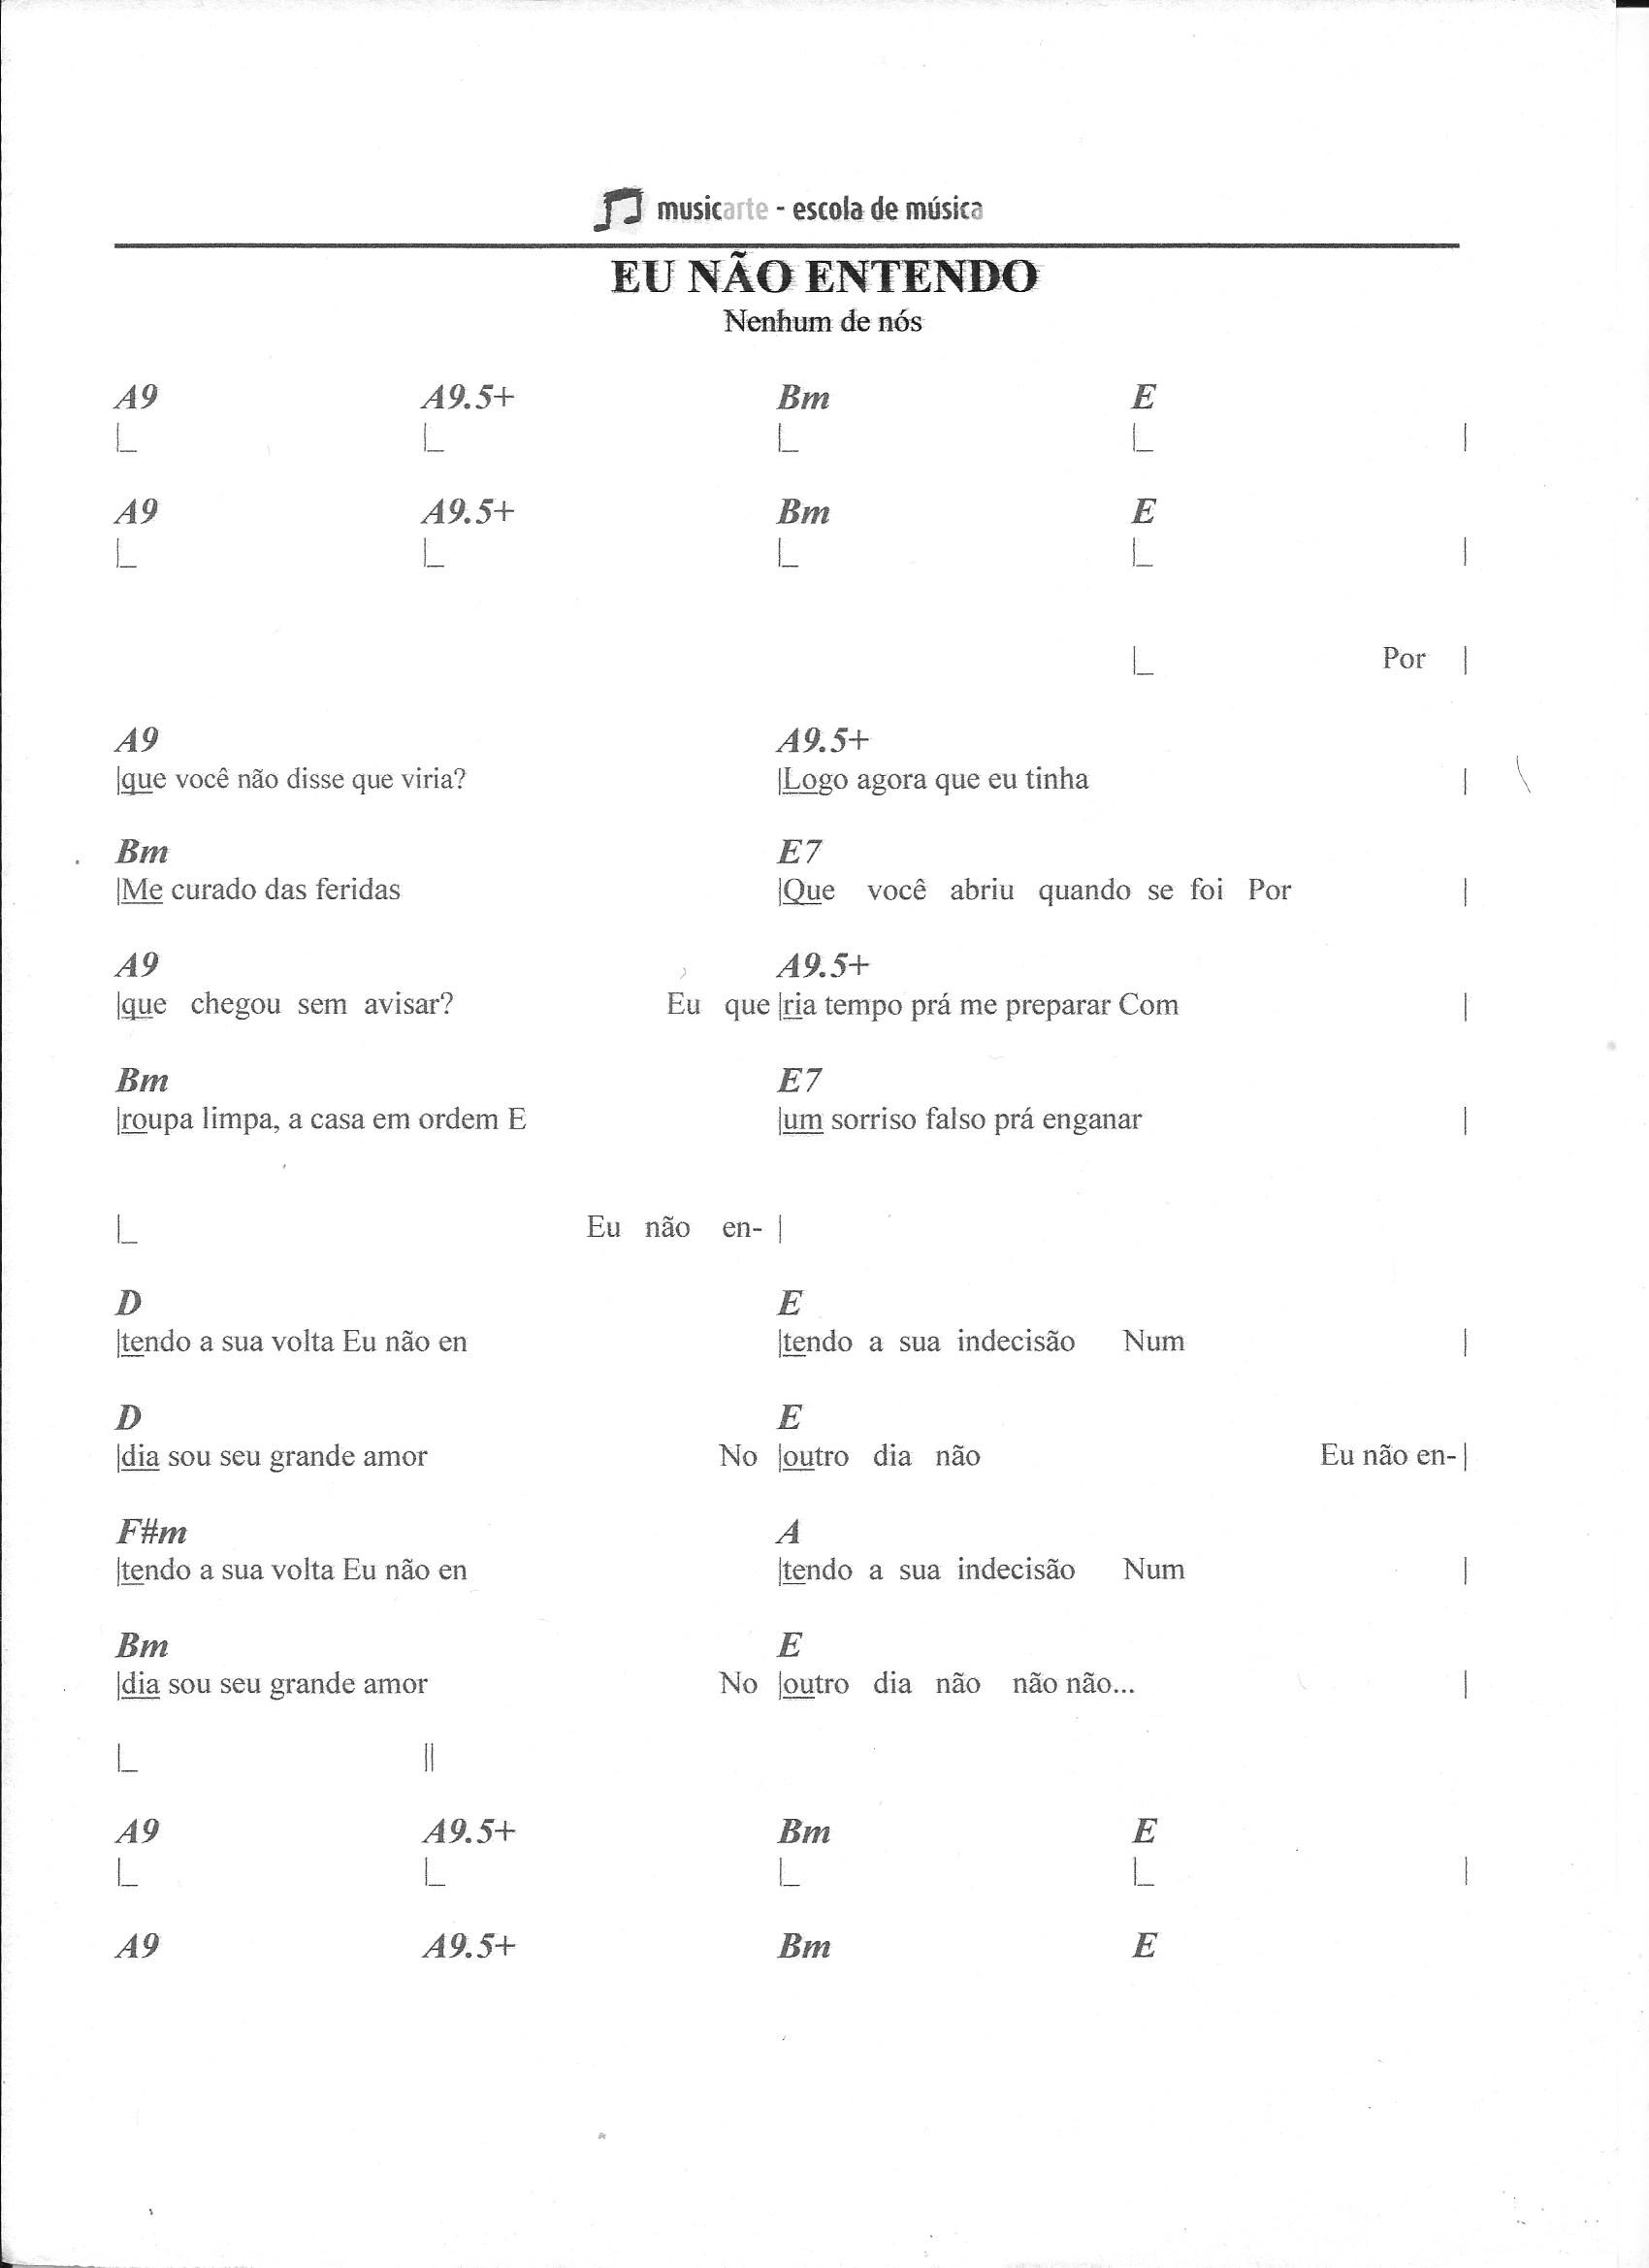 musicarte - escola de música
EU NÃO ENTENDO
Nenhum de nós
A9 A9.5+ Bm E
|_ |_ |_ |_ |
A9 A9.5+ Bm E
|_ |_ |_ |_ |
|_ Por |
A9 A9.5+
|que você não disse que viria? |Logo agora que eu tinha |
Bm E7
|Me curado das feridas |Que você abriu quando se foi Por |
A9 A9.5+
|que chegou sem avisar? Eu que |ria tempo prá me preparar Com |
Bm E7
|roupa limpa, a casa em ordem E |um sorriso falso prá enganar |
|_ Eu não en- |
D E
|tendo a sua volta Eu não en |tendo a sua indecisão Num |
D E
|dia sou seu grande amor No |outro dia não Eu não en- |
F#m A
|tendo a sua volta Eu não en |tendo a sua indecisão Num |
Bm E
|dia sou seu grande amor No |outro dia não não não... |
|_ ||
A9 A9.5+ Bm E
|_ |_ |_ |_ |
A9 A9.5+ Bm E